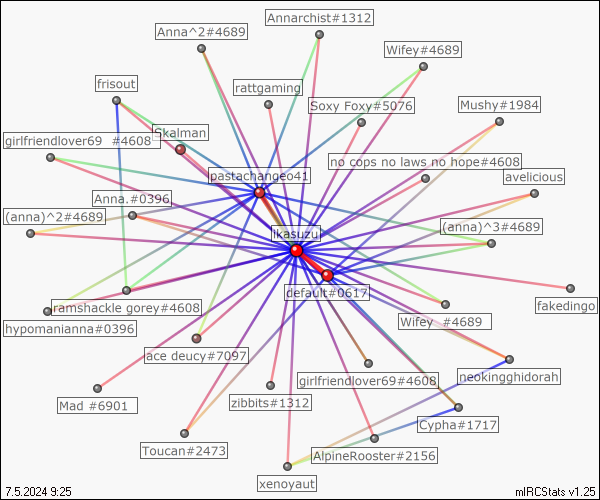 Annarchist#1312
Anna^2#4689
Wifey#4689
frisout
rattgaming
Soxy Foxy#5076
Mushy#1984
Skalman
girlfriendlover69 #4608
no cops no laws no hope#4608
pastachange041
avelicious
Anna.#0396
(anna)^2#4689
(anna)^3#4689
ikasuzu
default#0617
ramshackle gorey#4608
fakedingo
hypomanianna#0396
Wifey #4689
ace deucy#7097
girlfriendlover69#4608
neokingghidorah
Mad #6901
zibbits#1312
Cypha#1717
Toucan#2473
AlpineRooster#2156
xenoyaut
7.5.2024 9:25
mIRCStats v1.25